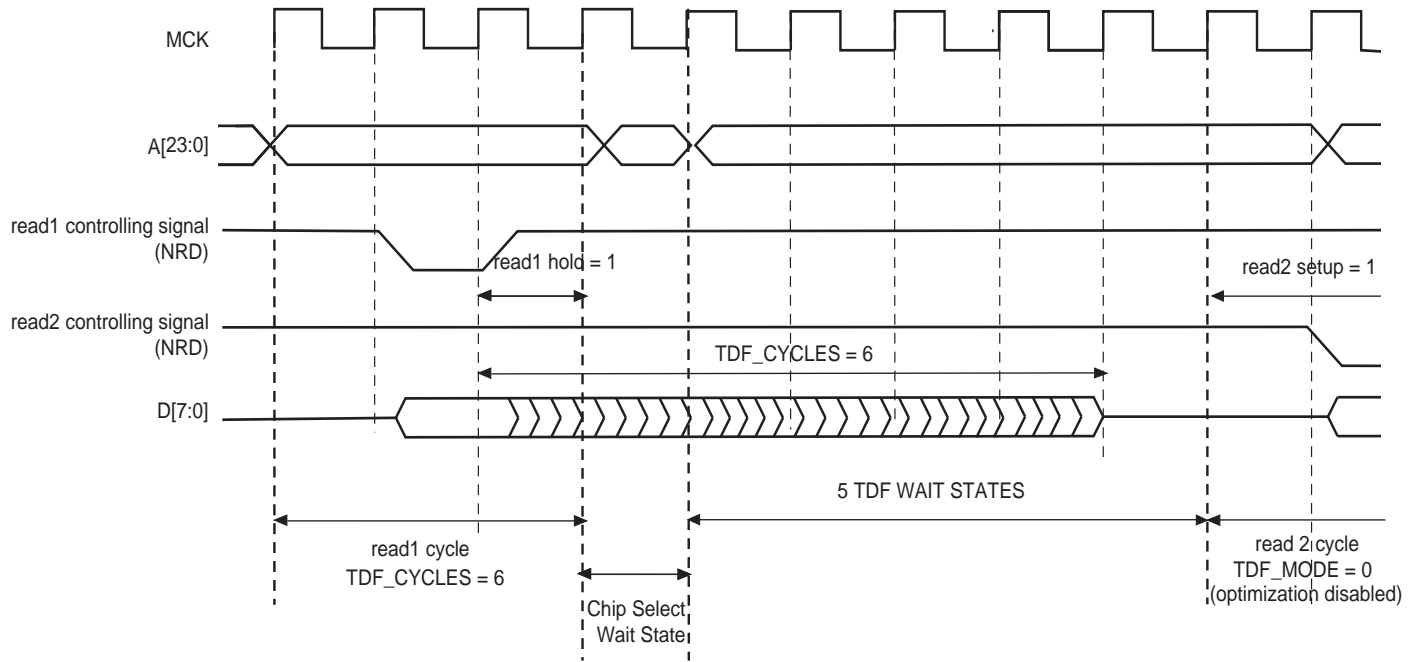 MCK
A[23:0]
read1 controlling signal
(NRD)
read1 hold = 1
read2 setup = 1
read2 controlling signal
(NRD)
TDF_CYCLES = 6
D[7:0]
5 TDF WAIT STATES
read1 cycle
TDF_CYCLES = 6
Chip Select
Wait State
read 2 cycle
TDF_MODE = 0
(optimization disabled)